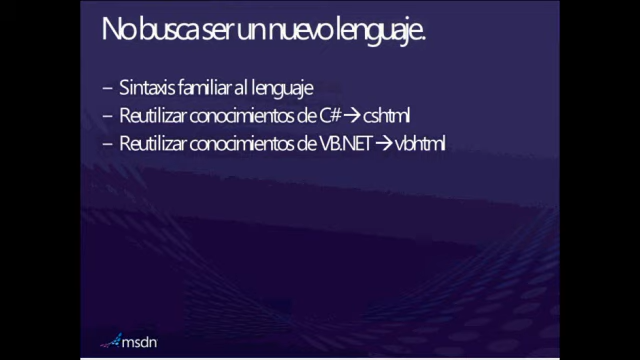 No busca ser un nuevo lenguaje.
– Sintaxis familiar al lenguaje
– Reutilizar conocimientos de C# → cshtml
– Reutilizar conocimientos de VB.NET → vbhtml
msdn